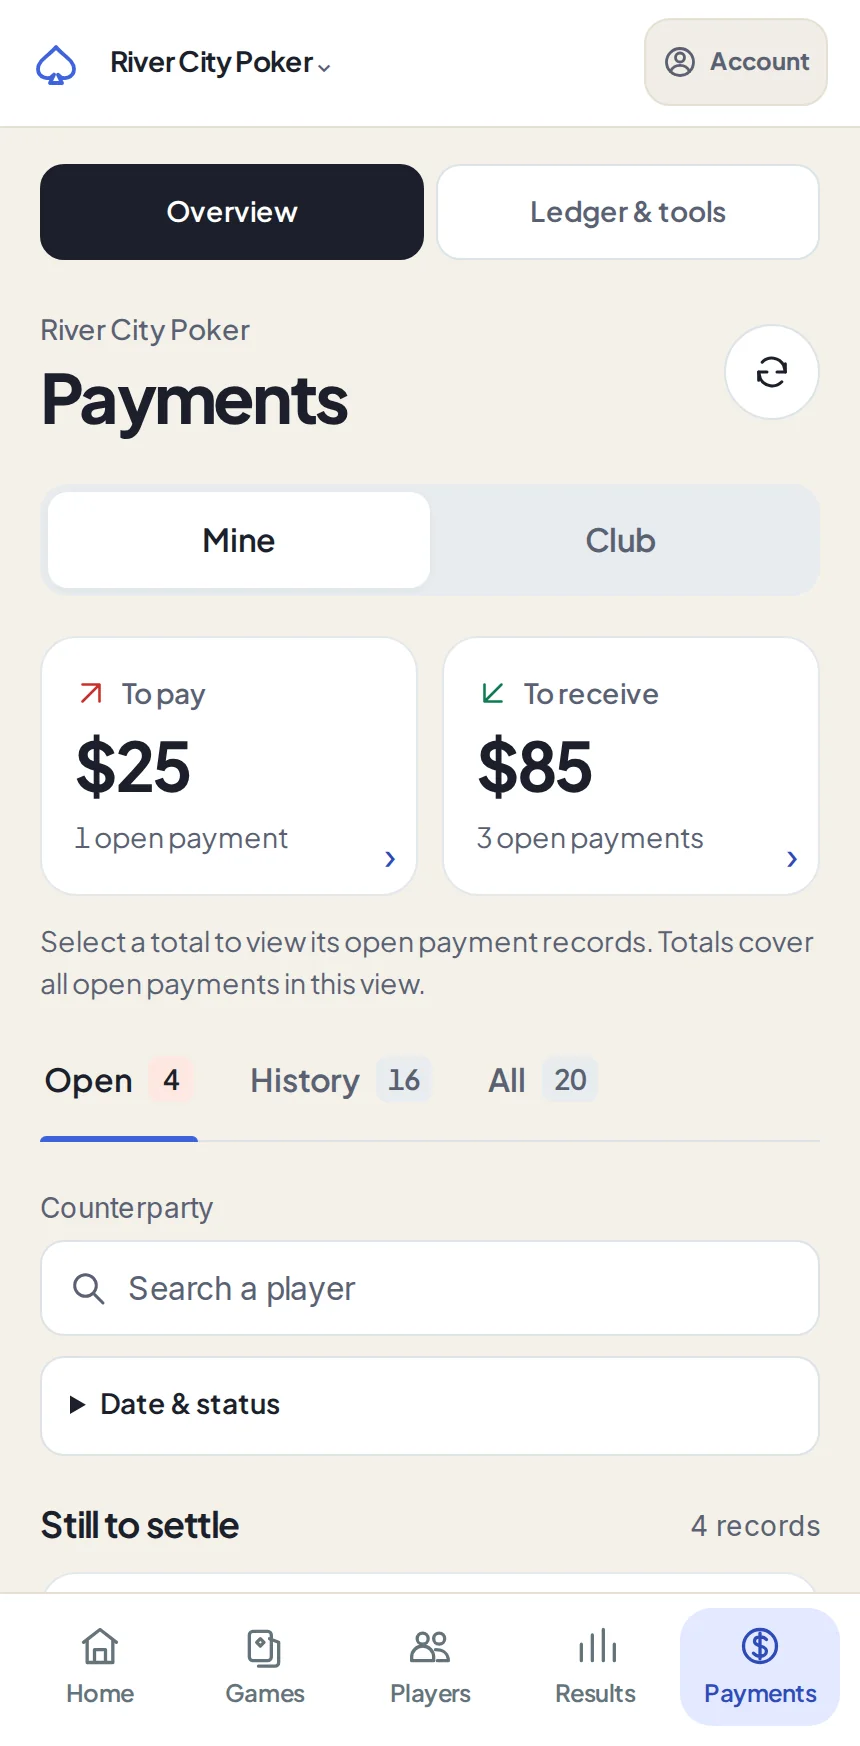 River City Poker
Account
Overview
Ledger & tools
River City Poker
Payments
Mine
Club
To pay
$25
1 open payment
To receive
$85
3 open payments
Select a total to view its open payment records. Totals cover
all open payments in this view.
Open 4
History 16
All 20
Counterparty
Search a player
Date & status
Still to settle
4 records
Home
Games
Players
Results
Payments